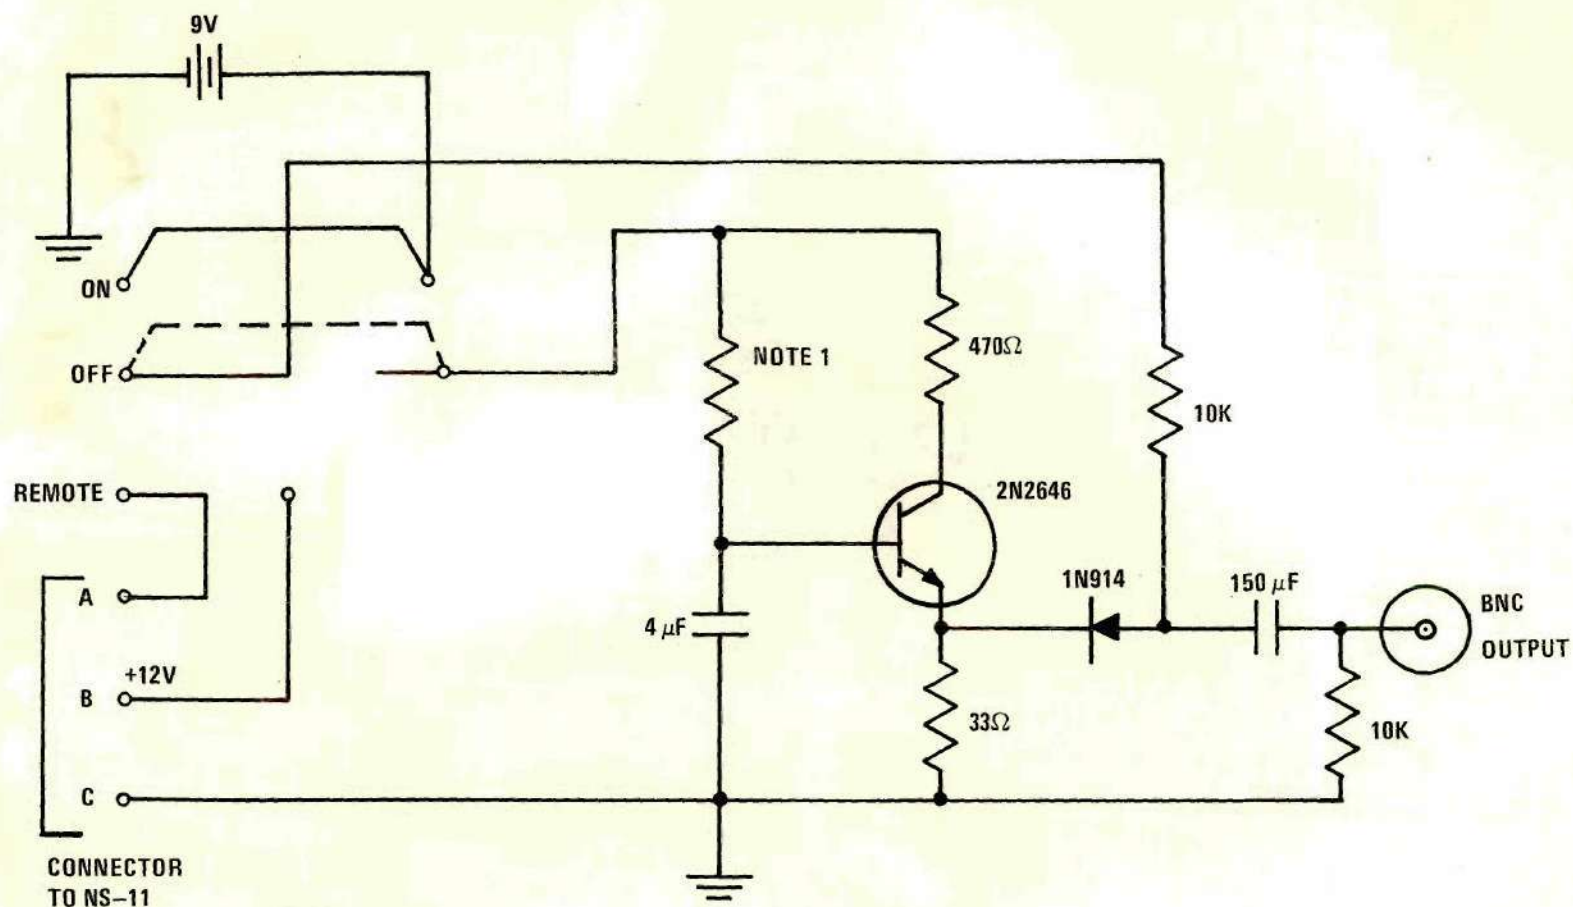 9V
ON
OFF
NOTE 1
470Ω
10K
REMOTE
2N2646
A
1N914
150 μF
BNC
OUTPUT
4 μF
+12V
B
33Ω
10K
C
CONNECTOR
TO NS-11